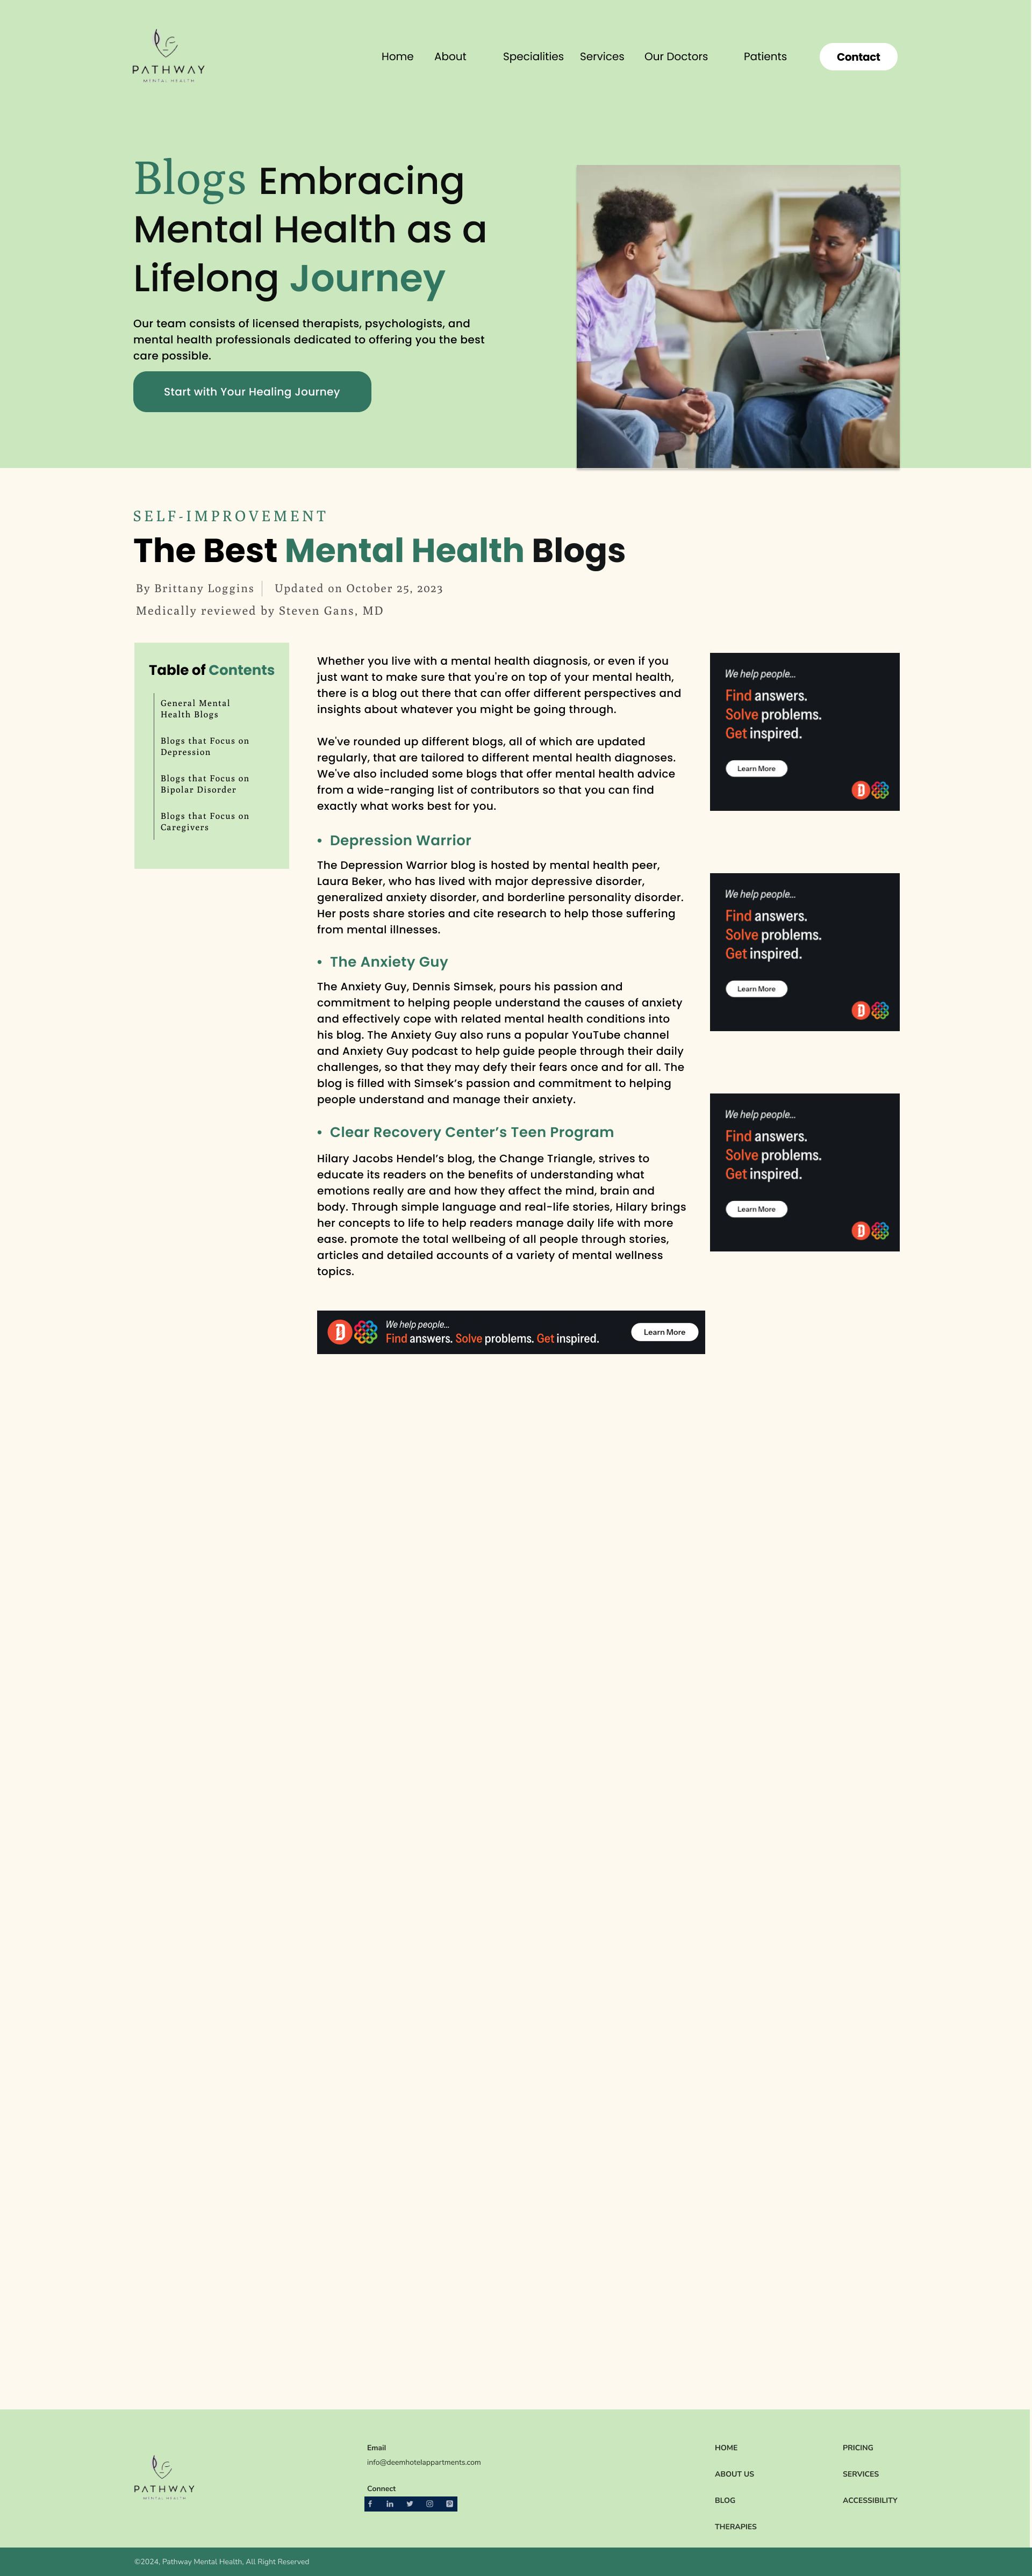 PATHWAY
MENTAL HEALTH
Home About Specialities Services Our Doctors Patients Contact
Blogs Embracing
Mental Health as a
Lifelong Journey
Our team consists of licensed therapists, psychologists, and
mental health professionals dedicated to offering you the best
care possible.
Start with Your Healing Journey
SELF-IMPROVEMENT
The Best Mental Health Blogs
By Brittany Loggins | Updated on October 25, 2023
Medically reviewed by Steven Gans, MD
Table of Contents
General Mental
Health Blogs
Blogs that Focus on
Depression
Blogs that Focus on
Bipolar Disorder
Blogs that Focus on
Caregivers
Whether you live with a mental health diagnosis, or even if you
just want to make sure that you're on top of your mental health,
there is a blog out there that can offer different perspectives and
insights about whatever you might be going through.
We've rounded up different blogs, all of which are updated
regularly, that are tailored to different mental health diagnoses.
We've also included some blogs that offer mental health advice
from a wide-ranging list of contributors so that you can find
exactly what works best for you.
• Depression Warrior
The Depression Warrior blog is hosted by mental health peer,
Laura Beker, who has lived with major depressive disorder,
generalized anxiety disorder, and borderline personality disorder.
Her posts share stories and cite research to help those suffering
from mental illnesses.
• The Anxiety Guy
The Anxiety Guy, Dennis Simsek, pours his passion and
commitment to helping people understand the causes of anxiety
and effectively cope with related mental health conditions into
his blog. The Anxiety Guy also runs a popular YouTube channel
and Anxiety Guy podcast to help guide people through their daily
challenges, so that they may defy their fears once and for all. The
blog is filled with Simsek's passion and commitment to helping
people understand and manage their anxiety.
• Clear Recovery Center's Teen Program
Hilary Jacobs Hendel's blog, the Change Triangle, strives to
educate its readers on the benefits of understanding what
emotions really are and how they affect the mind, brain and
body. Through simple language and real-life stories, Hilary brings
her concepts to life to help readers manage daily life with more
ease. promote the total wellbeing of all people through stories,
articles and detailed accounts of a variety of mental wellness
topics.
We help people...
Find answers.
Solve problems.
Get inspired.
Learn More
D
We help people...
Find answers.
Solve problems.
Get inspired.
Learn More
D
We help people...
Find answers.
Solve problems.
Get inspired.
Learn More
D
D
We help people...
Find answers. Solve problems. Get inspired.
Learn More
PATHWAY
MENTAL HEALTH
Email
info@deemhotelappartments.com
Connect
HOME
ABOUT US
BLOG
THERAPIES
PRICING
SERVICES
ACCESSIBILITY
©2024, Pathway Mental Health, All Right Reserved